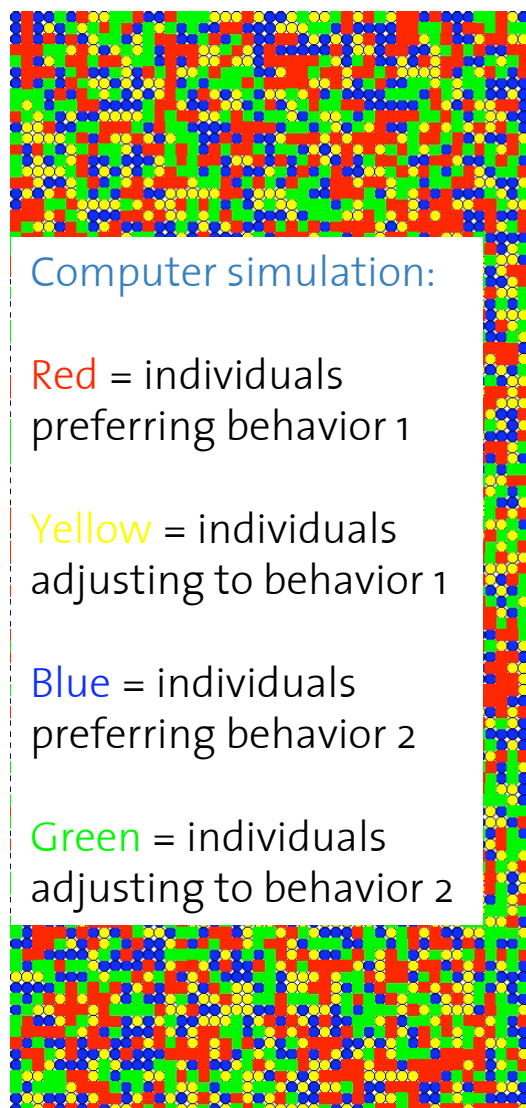 Computer simulation:
Red = individuals
preferring behavior 1
Yellow = individuals
adjusting to behavior 1
Blue = individuals
preferring behavior 2
Green = individuals
adjusting to behavior 2